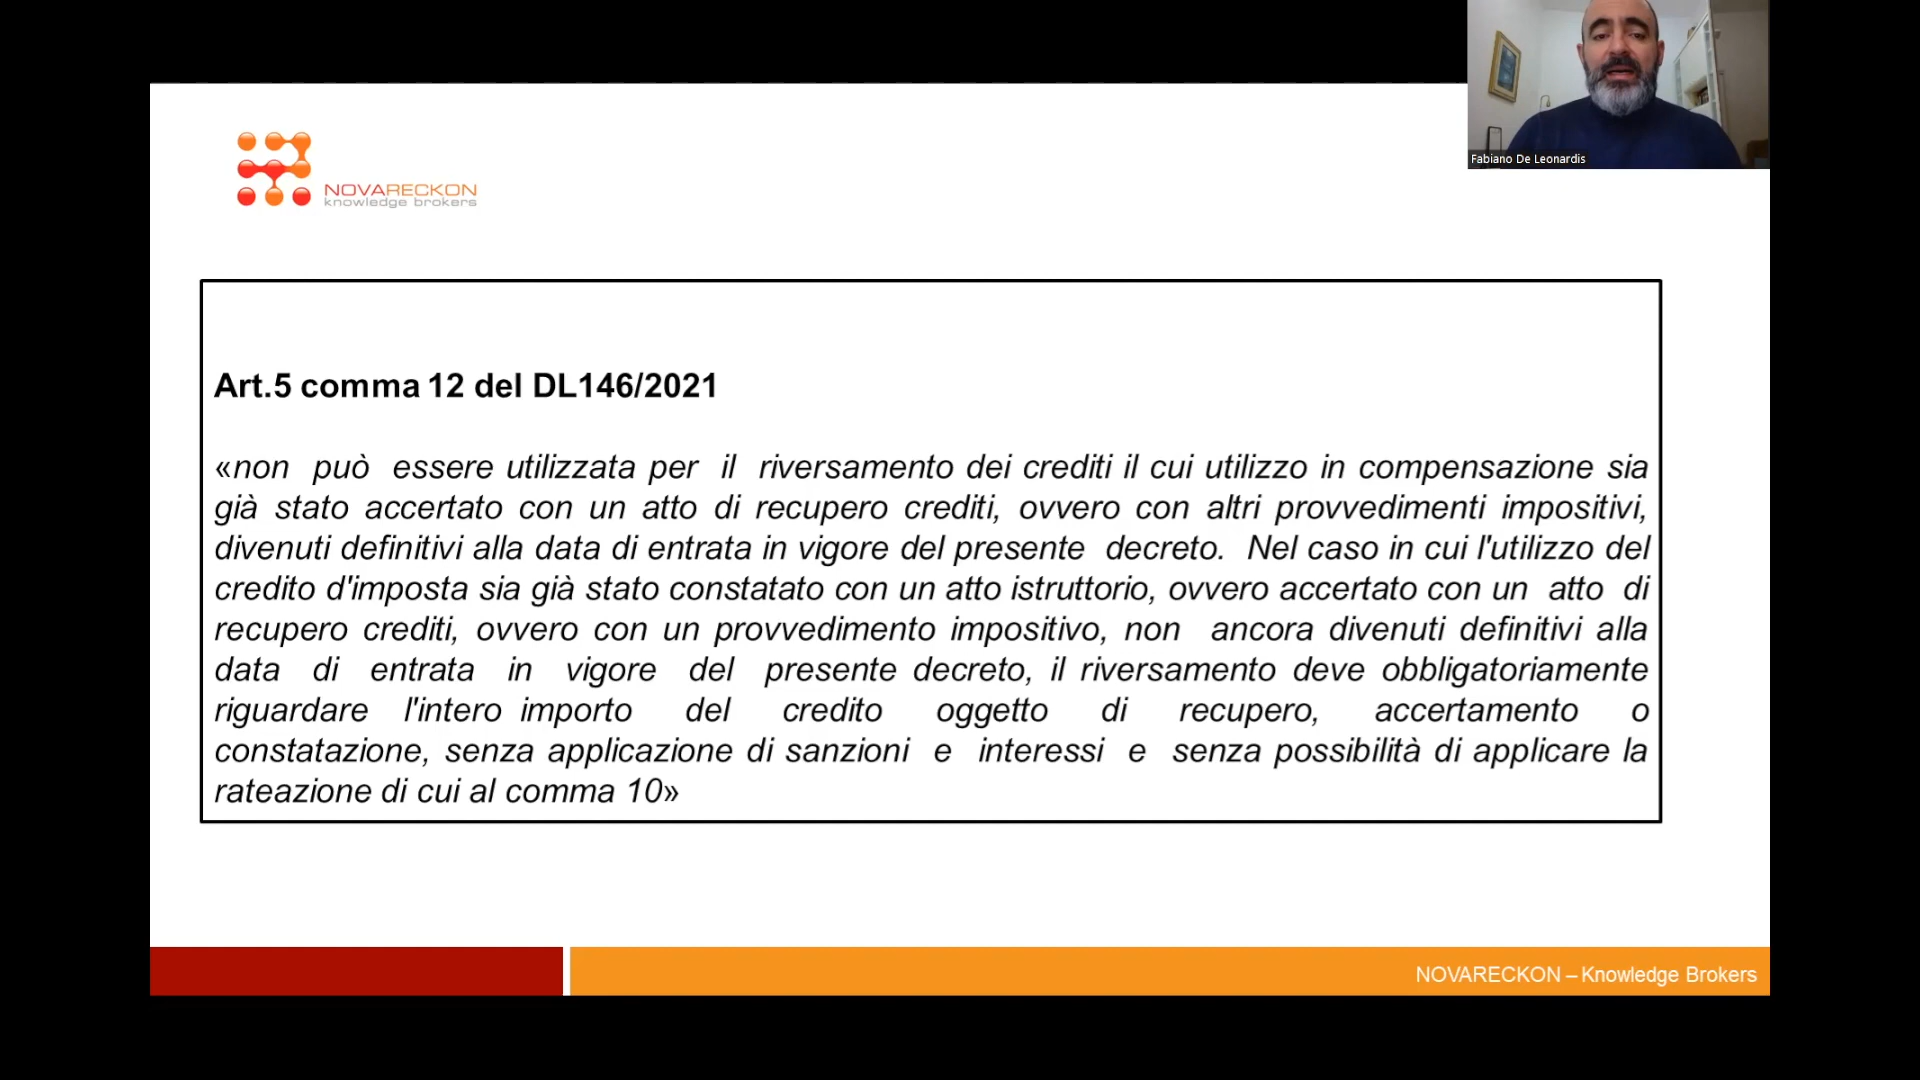 Fabiano De Leonardis
NOVARECKON
knowledge brokers
Art.5 comma 12 del DL146/2021
«non può essere utilizzata per il riversamento dei crediti il cui utilizzo in compensazione sia
già stato accertato con un atto di recupero crediti, ovvero con altri provvedimenti impositivi,
divenuti definitivi alla data di entrata in vigore del presente decreto. Nel caso in cui l'utilizzo del
credito d'imposta sia già stato constatato con un atto istruttorio, ovvero accertato con un atto di
recupero crediti, ovvero con un provvedimento impositivo, non ancora divenuti definitivi alla
data di entrata in vigore del presente decreto, il riversamento deve obbligatoriamente
riguardare l'intero importo del credito oggetto di recupero, accertamento o
constatazione, senza applicazione di sanzioni e interessi e senza possibilità di applicare la
rateazione di cui al comma 10»
NOVARECKON – Knowledge Brokers